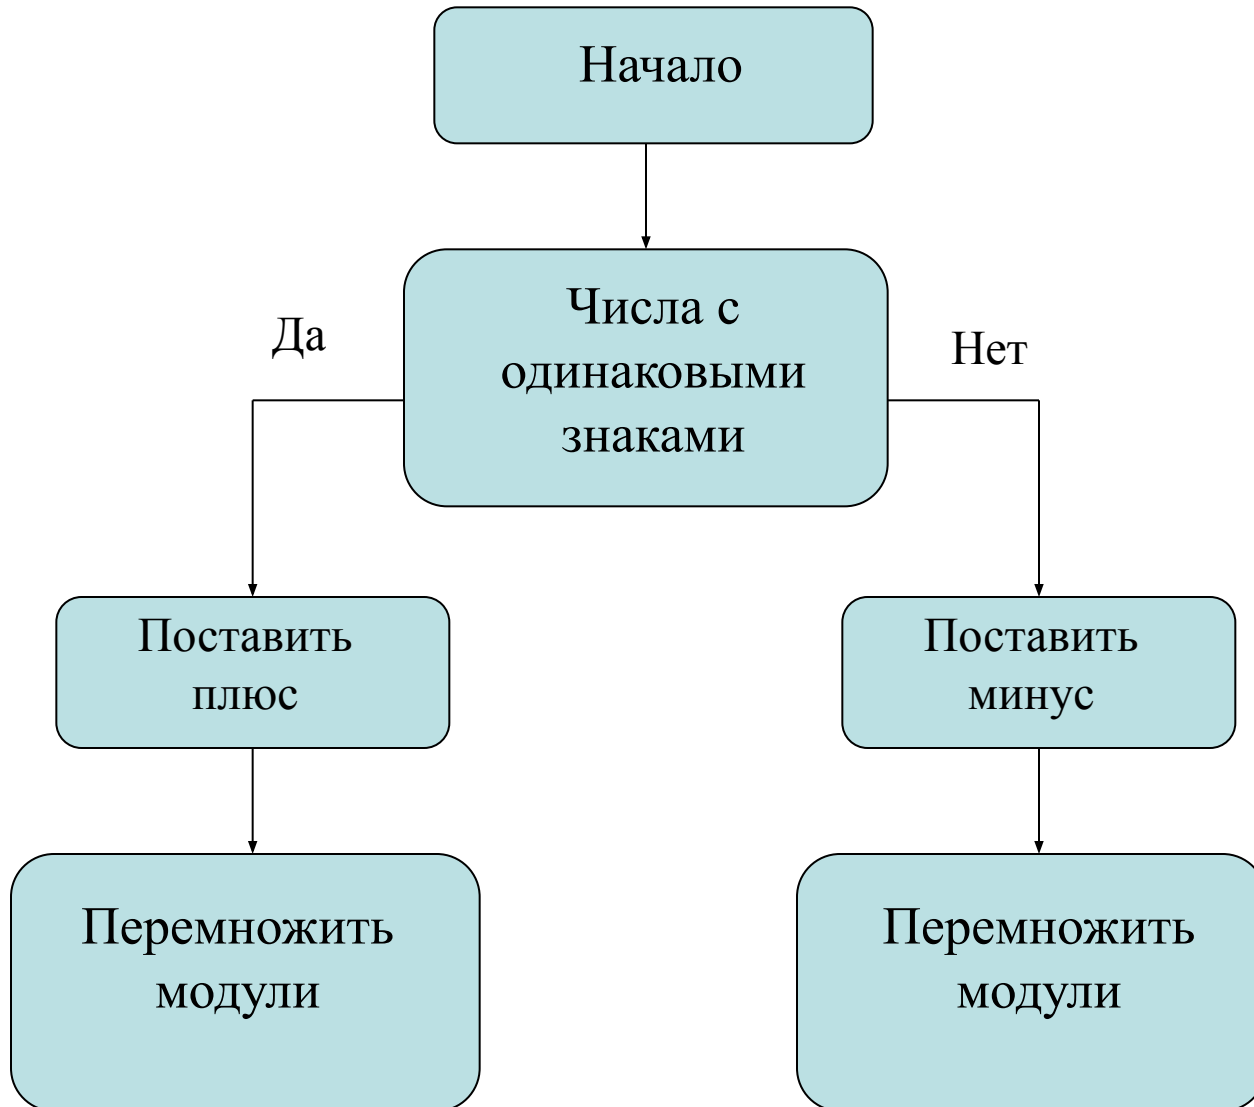 Начало
Числа с
одинаковыми
знаками
Да
Нет
Поставить
плюс
Поставить
минус
Перемножить
модули
Перемножить
модули